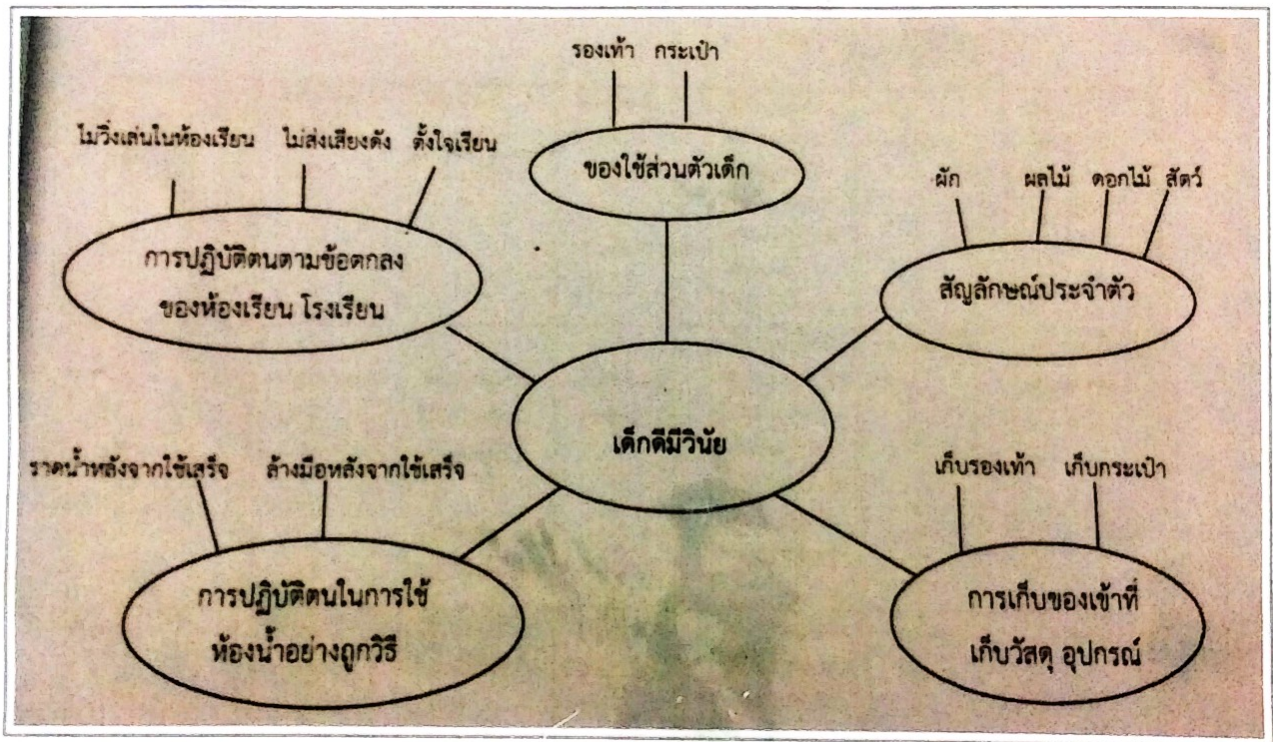 รองเท้า กระเป๋า
ของใช้ส่วนตัวเด็ก
ไม่วิ่งเล่นในห้องเรียน ไม่ส่งเสียงดัง ตั้งใจเรียน
การปฏิบัติตนตามข้อตกลง
ของห้องเรียน โรงเรียน
ผัก ผลไม้ ดอกไม้ สัตว์
สัญลักษณ์ประจำตัว
เด็กดีมีวินัย
ราดน้ำหลังจากใช้เสร็จ ล้างมือหลังจากใช้เสร็จ
การปฏิบัติตนในการใช้
ห้องน้ำอย่างถูกวิธี
เก็บรองเท้า เก็บกระเป๋า
การเก็บของเข้าที่
เก็บวัสดุ อุปกรณ์